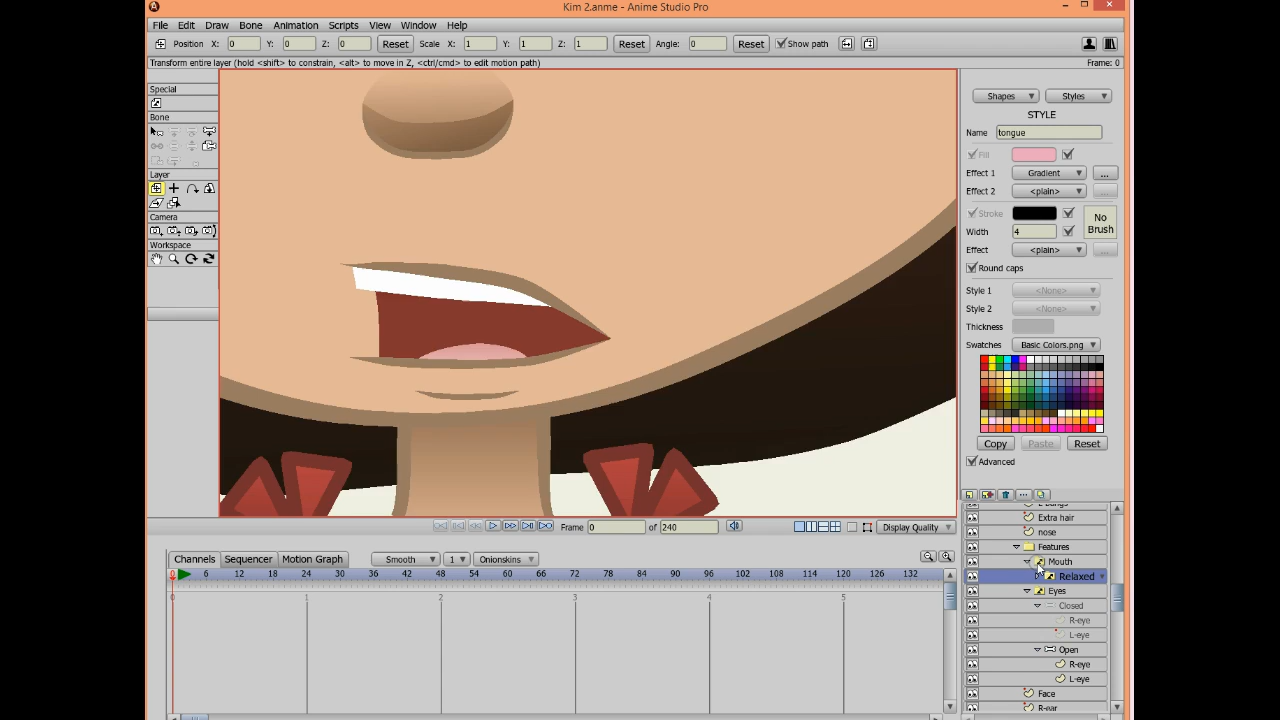 Kim 2.anme - Anime Studio Pro
File Edit Draw Bone Animation Scripts View Window Help
Position X: 0 Y: 0 Z: 0 Reset Scale X: 1 Y: 1 Z: 1 Reset Angle: 0 Reset Show path
Transform entire layer (hold <shift> to constrain, <alt> to move in Z, <ctrl/cmd> to edit motion path) Frame: 0
Special
Bone
Layer
Camera
Workspace
Shapes Styles
STYLE
Name tongue
Fill
Effect 1 Gradient ...
Effect 2 <plain> ...
Stroke
No Brush
Width 4
Effect <plain> ...
Round caps
Style 1 <None>
Style 2 <None>
Thickness
Swatches Basic Colors.png
Copy Paste Reset
Advanced
Extra hair
nose
Features
Mouth
Relaxed
Eyes
Closed
R-eye
L-eye
Open
R-eye
L-eye
Face
R-ear
Frame 0 of 240 Display Quality
Channels Sequencer Motion Graph Smooth 1 Onionskins
0 6 12 18 24 30 36 42 48 54 60 66 72 78 84 90 96 102 108 114 120 126 132
0 1 2 3 4 5